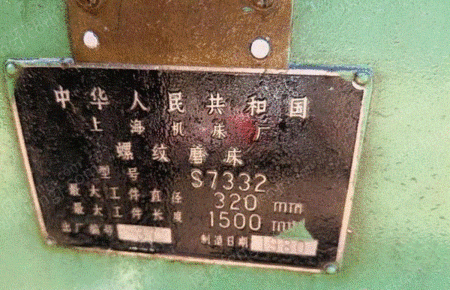 中华人民共和国
上海机床厂
螺纹磨床
型号 S7332
最大工件直径 320 mm
最大工件长度 1500 mm
出厂编号 制造日期 1980